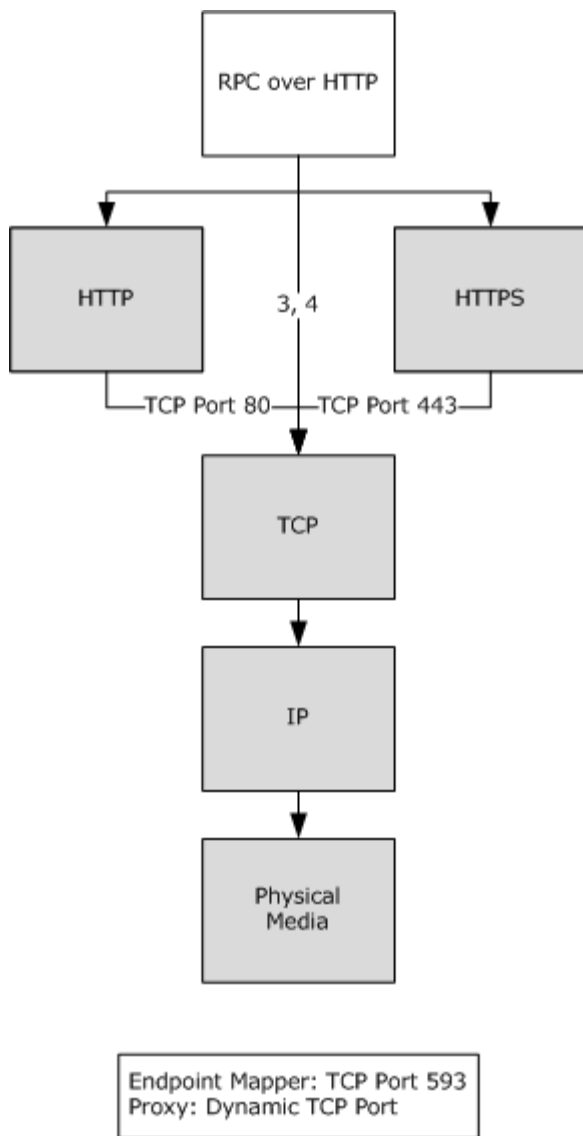 RPC over HTTP
HTTP
HTTPS
3, 4
TCP Port 80
TCP Port 443
TCP
IP
Physical
Media
Endpoint Mapper: TCP Port 593
Proxy: Dynamic TCP Port